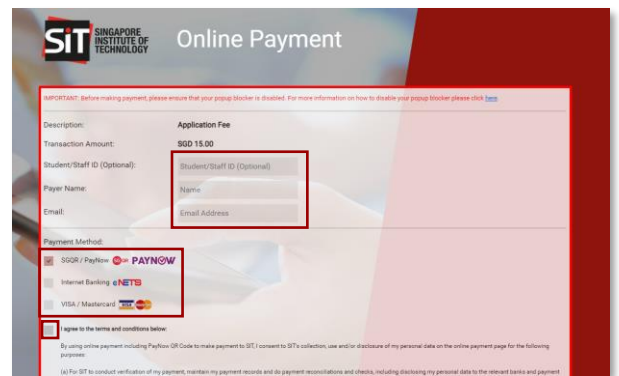 SiT SINGAPORE
INSTITUTE OF
TECHNOLOGY
Online Payment
IMPORTANT: Before making payment, please ensure that your popup blocker is disabled. For more information on how to disable your popup blocker please click here
Description: Application Fee
Transaction Amount: SGD 15.00
Student/Staff ID (Optional): Student/Staff ID (Optional)
Payer Name: Name
Email: Email Address
Payment Method:
SGQR / PayNow PAYNOW
Internet Banking eNETS
VISA / Mastercard VISA
I agree to the terms and conditions below:
By using online payment including PayNow QR Code to make payment to SIT, I consent to SIT's collection, use and/or disclosure of my personal data on the online payment page for the following
purposes:
(a) For SIT to conduct verification of my payment, maintain my payment records and do payment reconciliations and checks, including disclosing my personal data to the relevant banks and payment